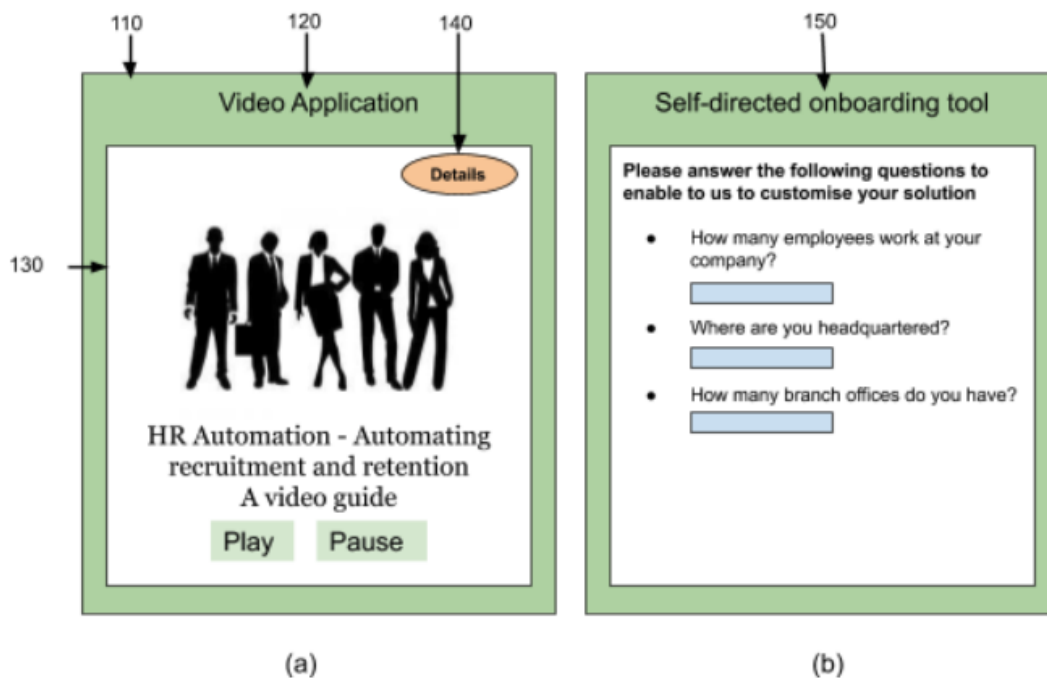 110
120
140
150
Video Application
Self-directed onboarding tool
Details
Please answer the following questions to
enable to us to customise your solution
130
● How many employees work at your
company?
● Where are you headquartered?
● How many branch offices do you have?
HR Automation - Automating
recruitment and retention
A video guide
Play
Pause
(a)
(b)